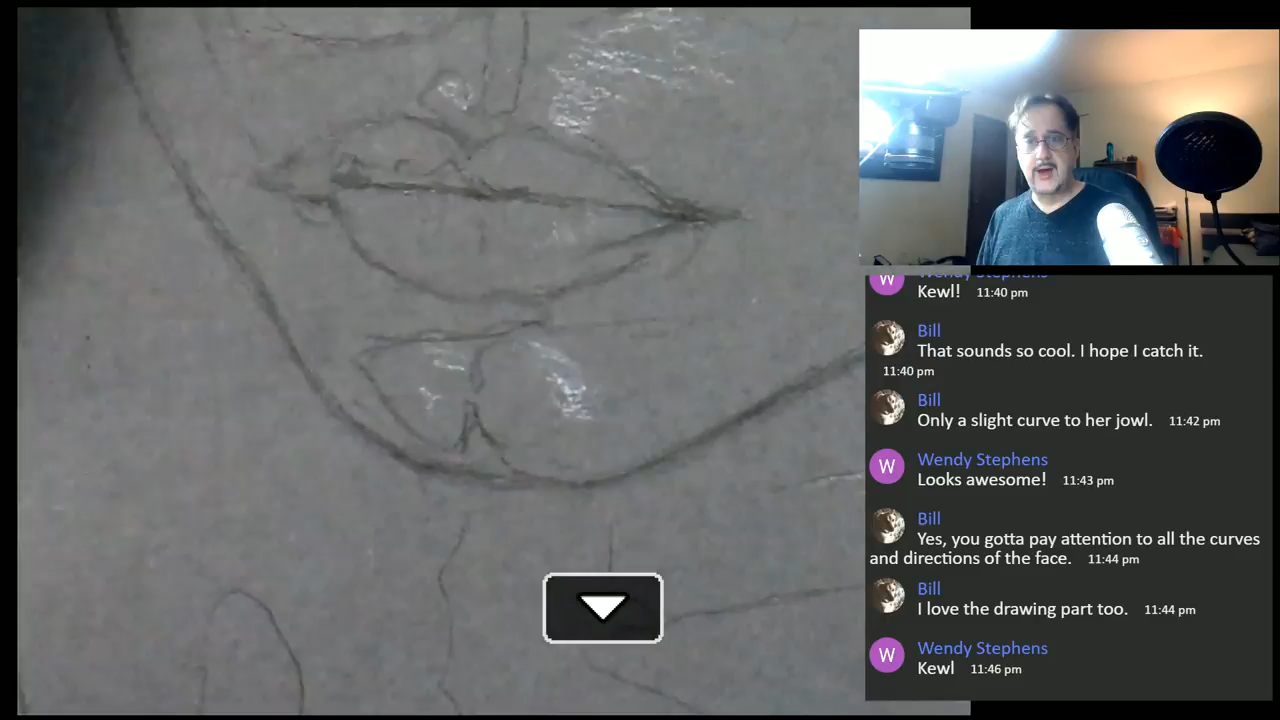 Wendy Stephens
Kewl! 11:40 pm
Bill
That sounds so cool. I hope I catch it.
11:40 pm
Bill
Only a slight curve to her jowl. 11:42 pm
W Wendy Stephens
Looks awesome! 11:43 pm
Bill
Yes, you gotta pay attention to all the curves
and directions of the face. 11:44 pm
Bill
I love the drawing part too. 11:44 pm
W Wendy Stephens
Kewl 11:46 pm